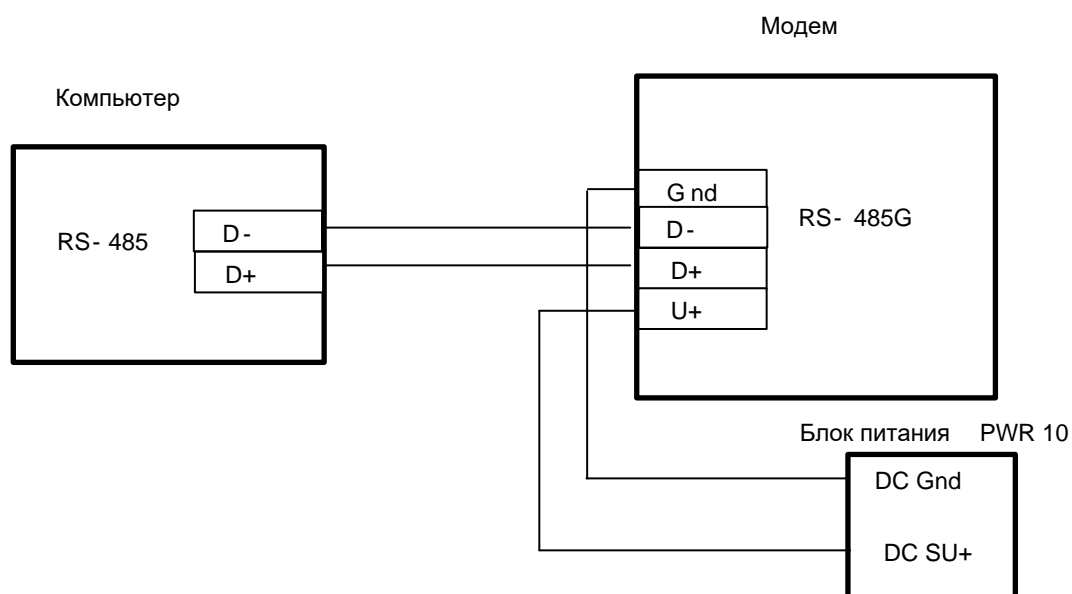 Модем
Компьютер
RS- 485
D -
D+
G nd
D -
D+
U+
RS- 485G
Блок питания PWR 10
DC Gnd
DC SU+